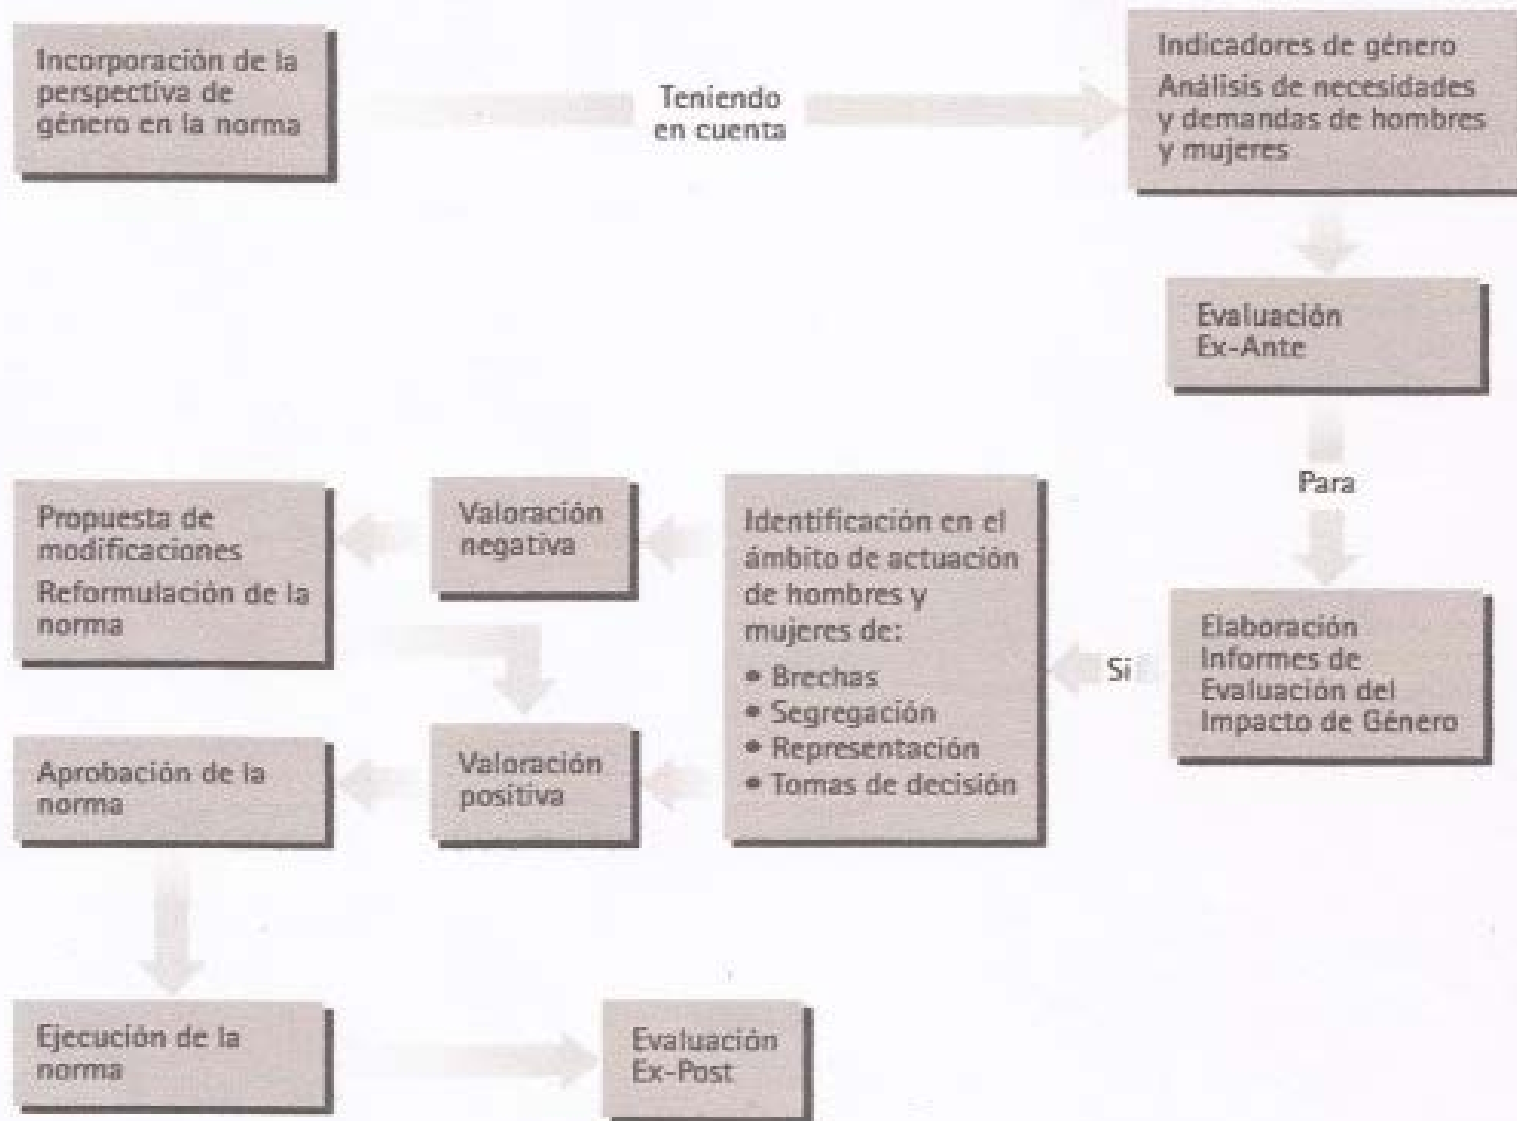 Incorporación de la
perspectiva de
género en la norma
Teniendo
en cuenta
Indicadores de género
Análisis de necesidades
y demandas de hombres
y mujeres
Evaluación
Ex-Ante
Para
Elaboración
Informes de
Evaluación del
Impacto de Género
Si
Identificación en el
ámbito de actuación
de hombres y
mujeres de:
• Brechas
• Segregación
• Representación
• Tomas de decisión
Valoración
negativa
Propuesta de
modificaciones
Reformulación de la
norma
Valoración
positiva
Aprobación de la
norma
Ejecución de la
norma
Evaluación
Ex-Post